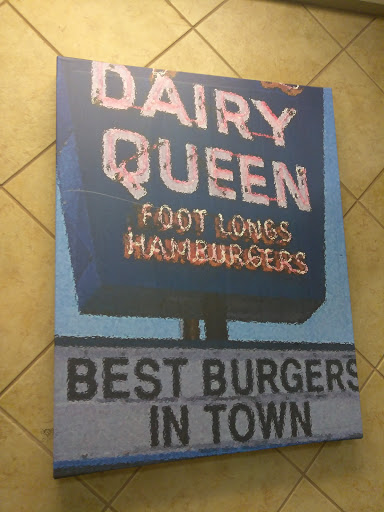 DAIRY
QUEEN
FOOT LONGS
HAMBURGERS
BEST BURGERS
IN TOWN